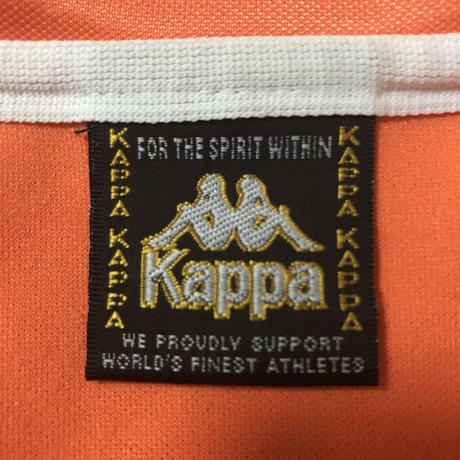 FOR THE SPIRIT WITHIN
KAPPA KAPPA
KAPPA KAPPA
Kappa
WE PROUDLY SUPPORT
WORLD'S FINEST ATHLETES